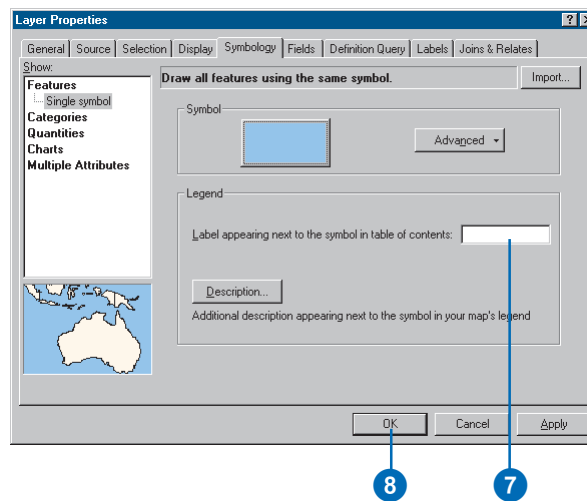 Layer Properties
General Source Selection Display Symbology Fields Definition Query Labels Joins & Relates
Show:
Features
Single symbol
Categories
Quantities
Charts
Multiple Attributes
Draw all features using the same symbol.
Import...
Symbol
Advanced
Legend
Label appearing next to the symbol in table of contents:
Description...
Additional description appearing next to the symbol in your map's legend
OK Cancel Apply
8 7